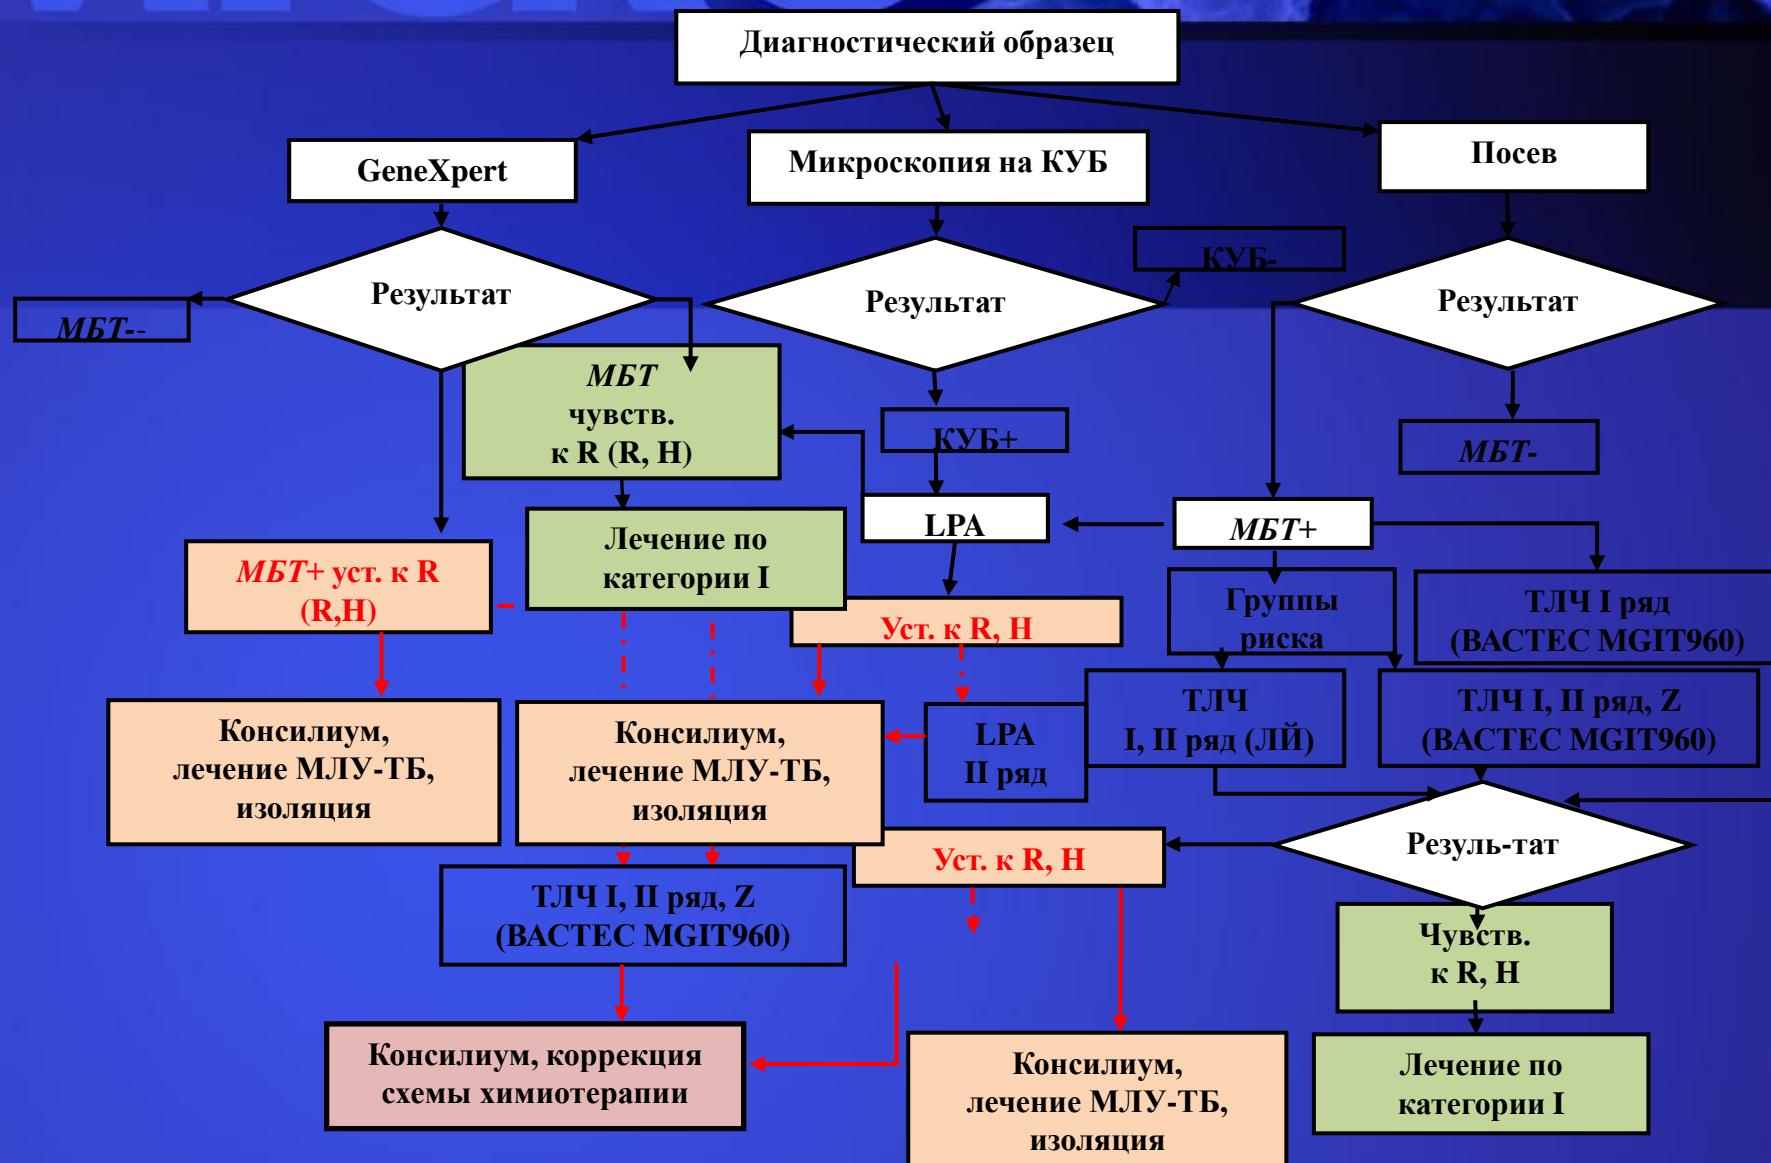 Диагностический образец
GeneXpert
Микроскопия на КУБ
Посев
Результат
Результат
Результат
КУБ-
МБТ--
МБТ
чувств.
к R (R, H)
КУБ+
МБТ-
LPA
МБТ+
Лечение по
категории I
МБТ+ уст. к R
(R,H)
Уст. к R, H
Группы
риска
ТЛЧ I ряд
(BACTEC MGIT960)
Консилиум,
лечение МЛУ-ТБ,
изоляция
Консилиум,
лечение МЛУ-ТБ,
изоляция
LPA
II ряд
ТЛЧ
I, II ряд (ЛЙ)
ТЛЧ I, II ряд, Z
(BACTEC MGIT960)
Уст. к R, H
Резуль-тат
ТЛЧ I, II ряд, Z
(BACTEC MGIT960)
Чувств.
к R, H
Консилиум, коррекция
схемы химиотерапии
Консилиум,
лечение МЛУ-ТБ,
изоляция
Лечение по
категории I